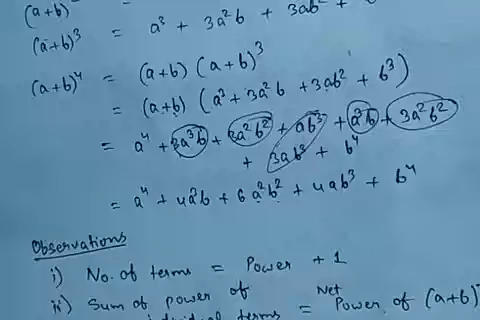 (a+b)
(a+b)³ = a³ + 3a²b + 3ab² +
(a+b)⁴ = (a+b) (a+b)³
= (a+b) (a³ + 3a²b + 3ab² + b³)
= a⁴ + 3a³b + 3a²b² + ab³ + a³b + 3a²b²
+ 3ab³ + b⁴
= a⁴ + 4a³b + 6a²b² + 4ab³ + b⁴
Observations
i) No. of terms = Power + 1
ii) Sum of power of = Net Power of (a+b)
terms